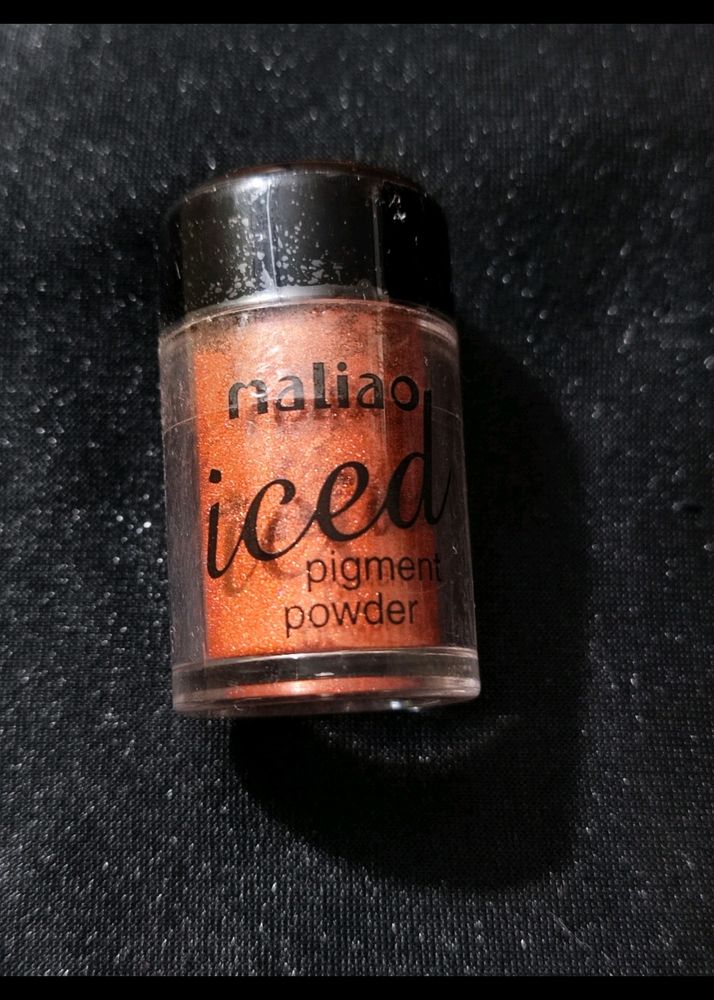 maliao
iced
pigment
powder